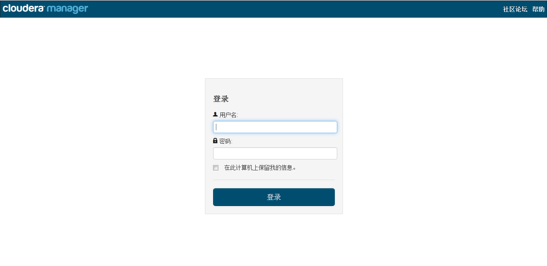 cloudera manager
社区论坛 帮助
登录
用户名:
密码:
在此计算机上保留我的信息。
登录